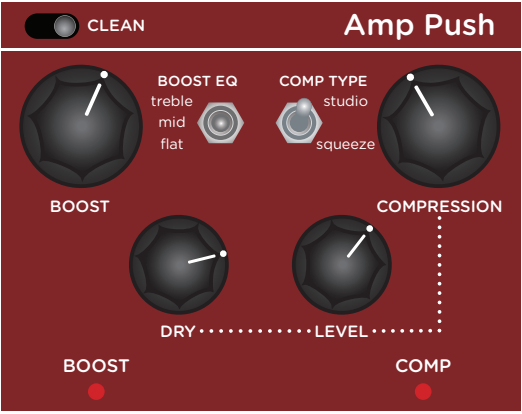 CLEAN
Amp Push
BOOST EQ
treble
mid
flat
COMP TYPE
studio
squeeze
BOOST
COMPRESSION
DRY
LEVEL
BOOST
COMP